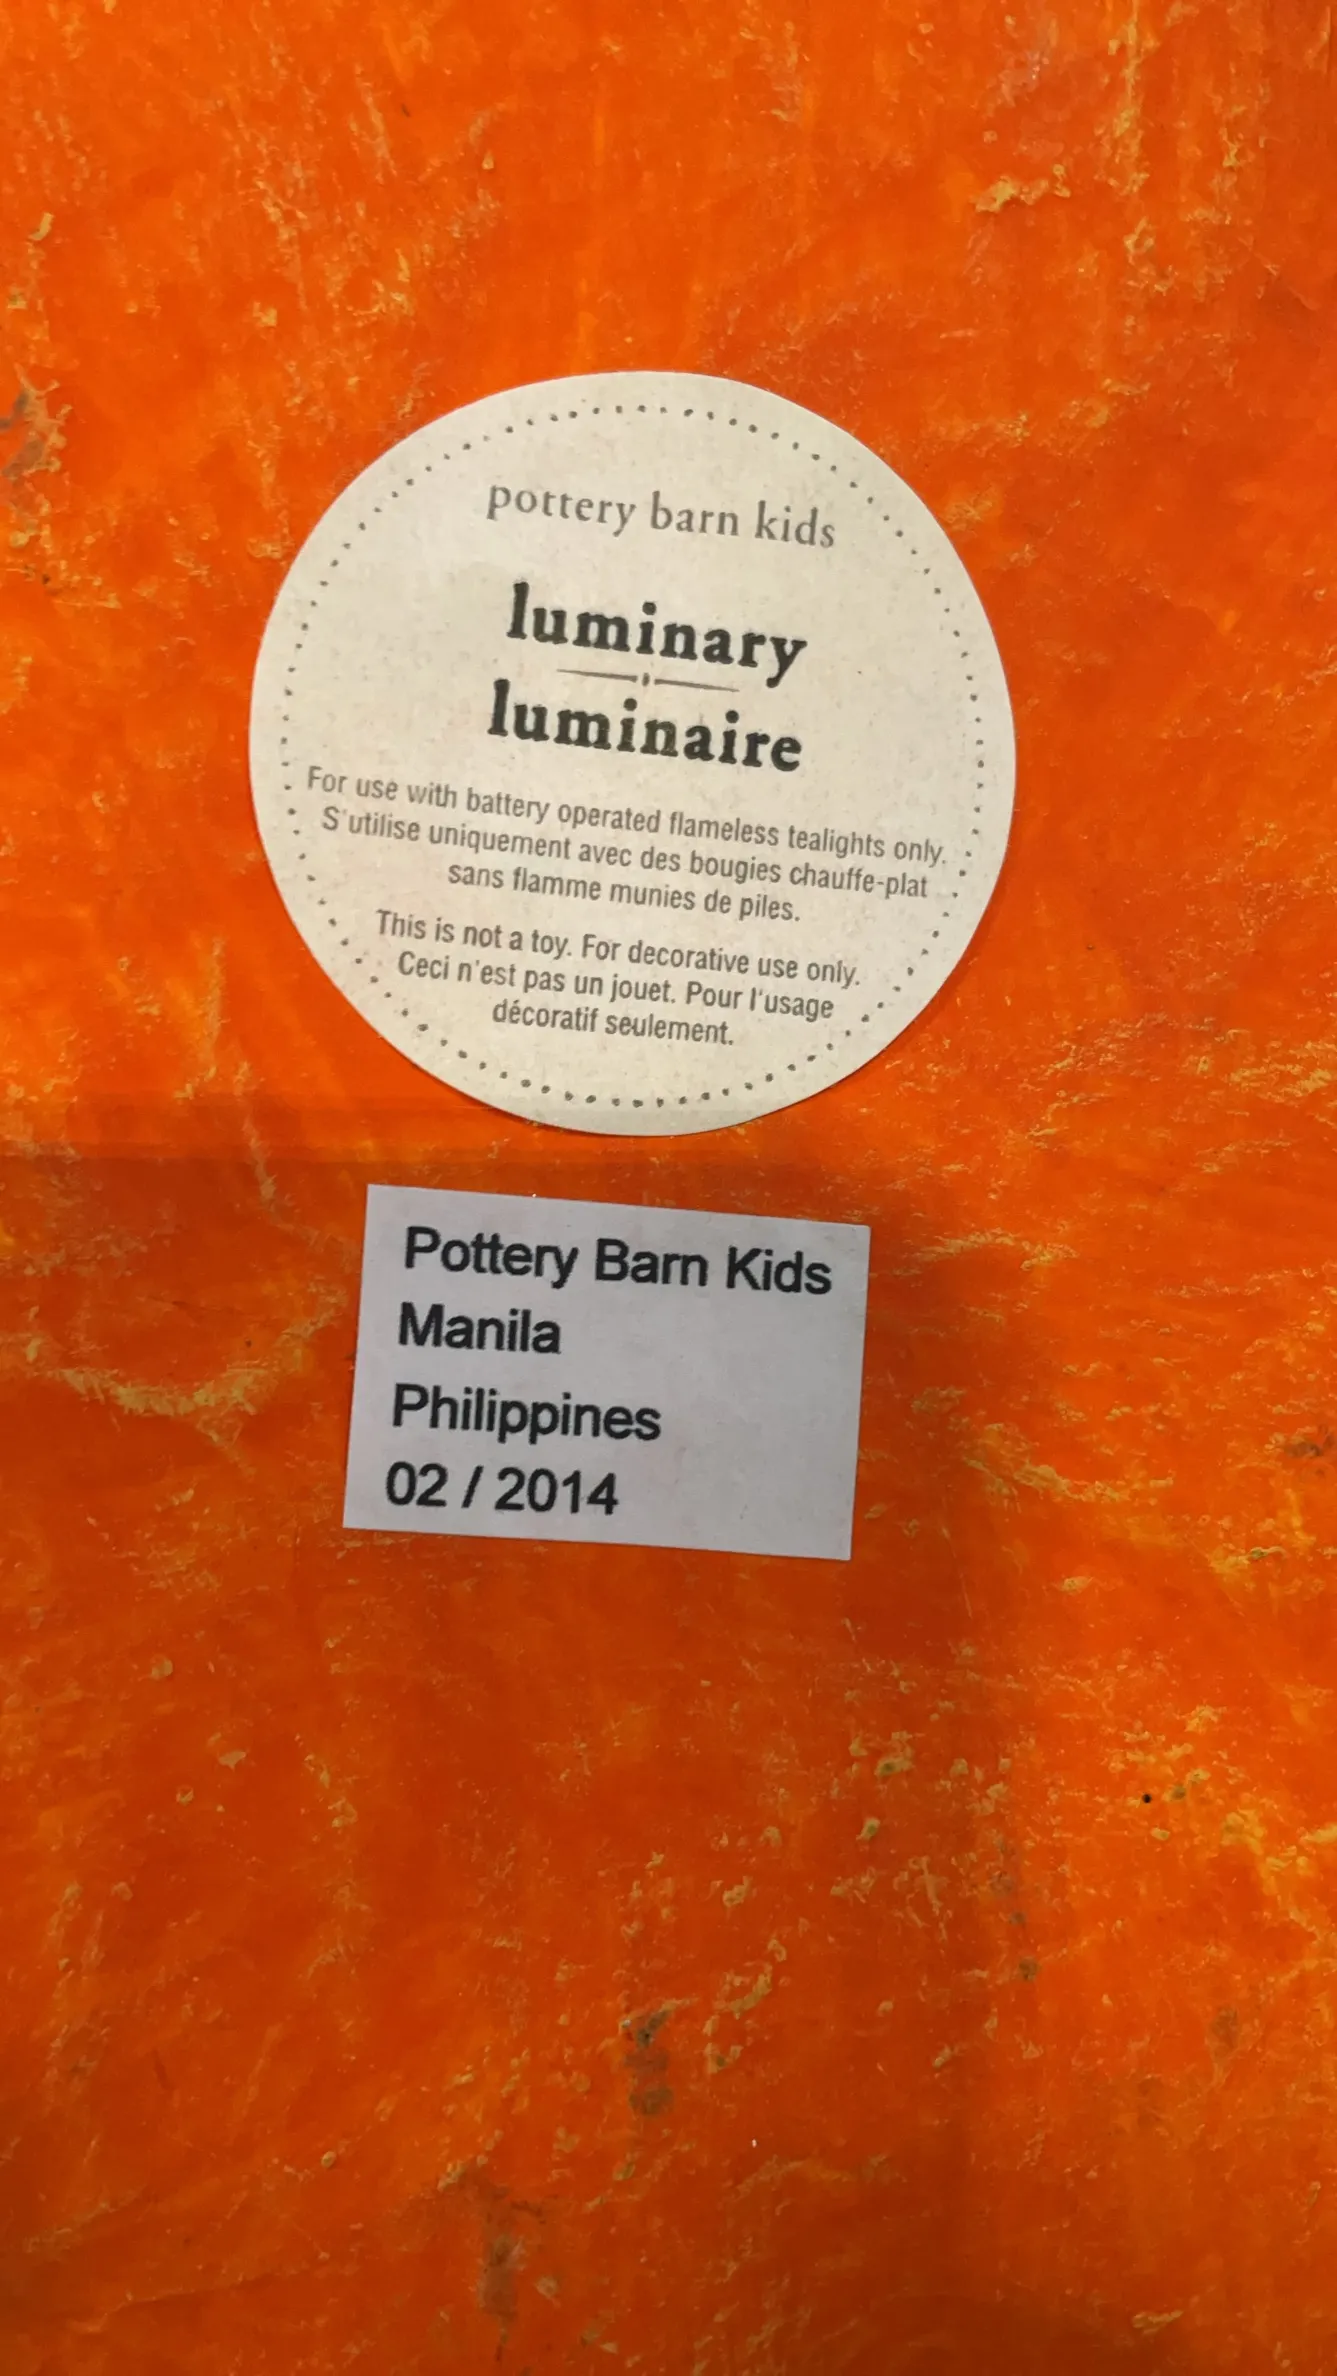 pottery barn kids
luminary
luminaire
For use with battery operated flameless tealights only.
S'utilise uniquement avec des bougies chauffe-plat
sans flamme munies de piles.
This is not a toy. For decorative use only.
Ceci n'est pas un jouet. Pour l'usage
décoratif seulement.
Pottery Barn Kids
Manila
Philippines
02 / 2014